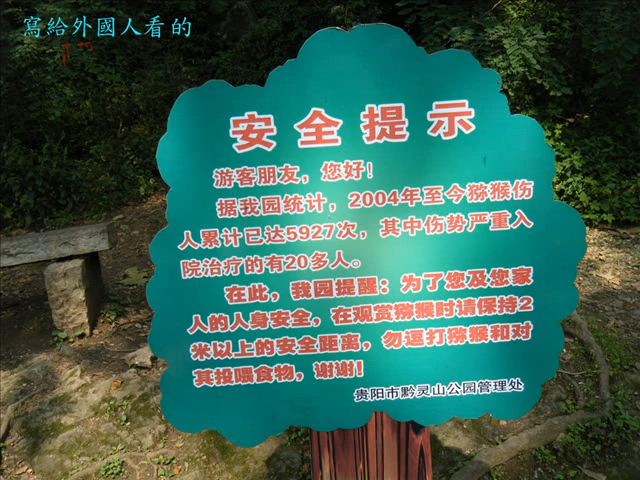 寫給外國人看的
安全提示
游客朋友，您好！
据我园统计，2004年至今猕猴伤
人累计已达5927次，其中伤势严重入
院治疗的有20多人。
在此，我园提醒：为了您及您家
人的人身安全，在观赏猕猴时请保持2
米以上的安全距离，勿逗打猕猴和对
其投喂食物，谢谢！
贵阳市黔灵山公园管理处